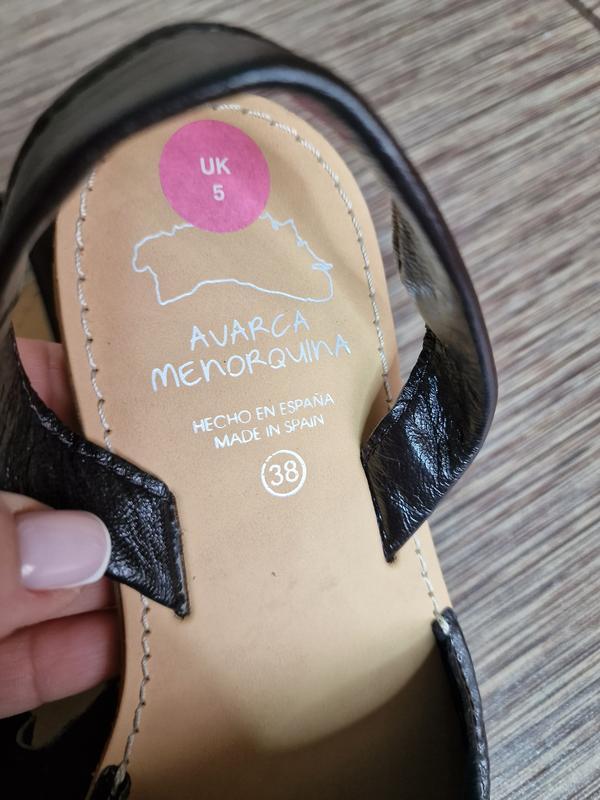 UK
5
AVARCA
MENORQUINA
HECHO EN ESPAÑA
MADE IN SPAIN
38